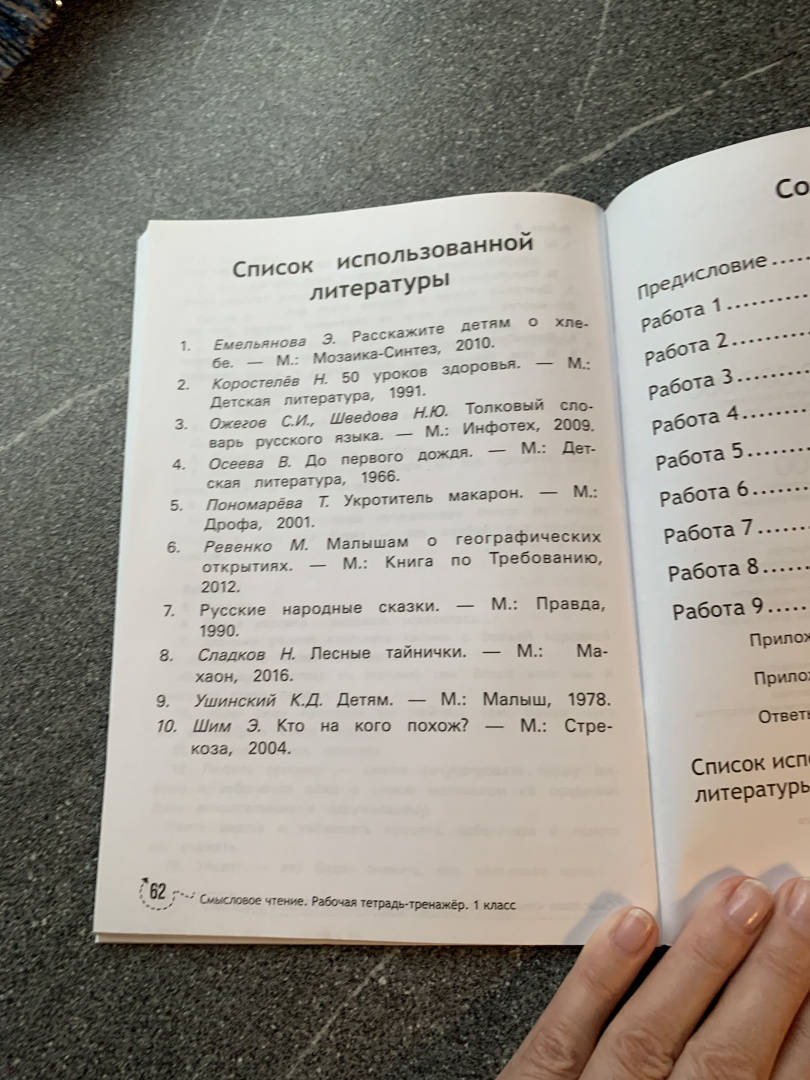 Список использованной
литературы
1. Емельянова Э. Расскажите детям о хле-
бе. — М.: Мозаика-Синтез, 2010.
2. Коростелёв Н. 50 уроков здоровья. — М.:
Детская литература, 1991.
3. Ожегов С.И., Шведова Н.Ю. Толковый сло-
варь русского языка. — М.: Инфотех, 2009.
4. Осеева В. До первого дождя. — М.: Дет-
ская литература, 1966.
5. Пономарёва Т. Укротитель макарон. — М.:
Дрофа, 2001.
6. Ревенко М. Малышам о географических
открытиях. — М.: Книга по Требованию,
2012.
7. Русские народные сказки. — М.: Правда,
1990.
8. Сладков Н. Лесные тайнички. — М.: Ма-
хаон, 2016.
9. Ушинский К.Д. Детям. — М.: Малыш, 1978.
10. Шим Э. Кто на кого похож? — М.: Стре-
коза, 2004.
62 Смысловое чтение. Рабочая тетрадь-тренажёр. 1 класс
Со
Предисловие.....
Работа 1..........
Работа 2.........
Работа 3........
Работа 4.......
Работа 5.......
Работа 6......
Работа 7......
Работа 8.....
Работа 9.....
Прилож
Прилож
Ответы
Список исп
литературы